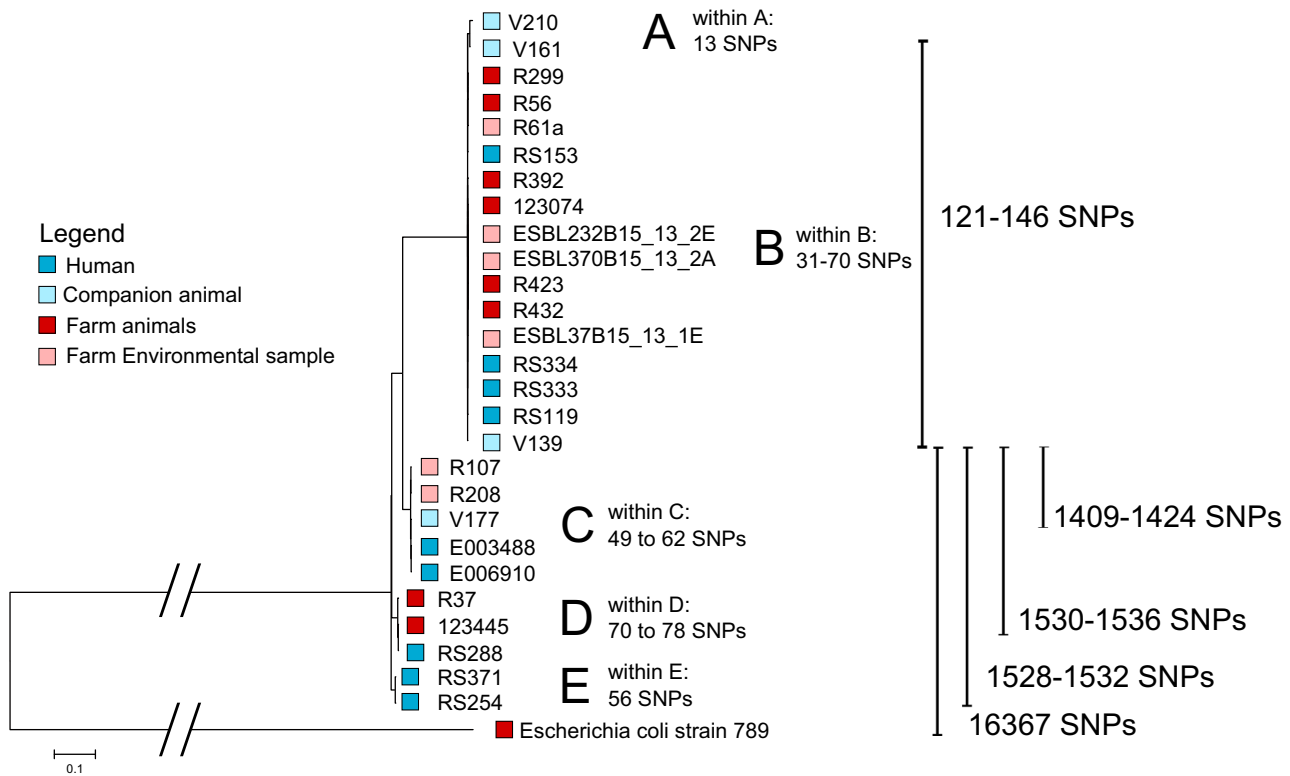 V210
V161
R299
R56
R61a
RS153
R392
123074
ESBL232B15_13_2E
ESBL370B15_13_2A
R423
R432
ESBL37B15_13_1E
RS334
RS333
RS119
V139
R107
R208
V177
E003488
E006910
R37
123445
RS288
RS371
RS254
Escherichia coli strain 789
Legend
Human
Companion animal
Farm animals
Farm Environmental sample
A
within A:
13 SNPs
B
within B:
31-70 SNPs
C
within C:
49 to 62 SNPs
D
within D:
70 to 78 SNPs
E
within E:
56 SNPs
121-146 SNPs
1409-1424 SNPs
1530-1536 SNPs
1528-1532 SNPs
16367 SNPs
0.1